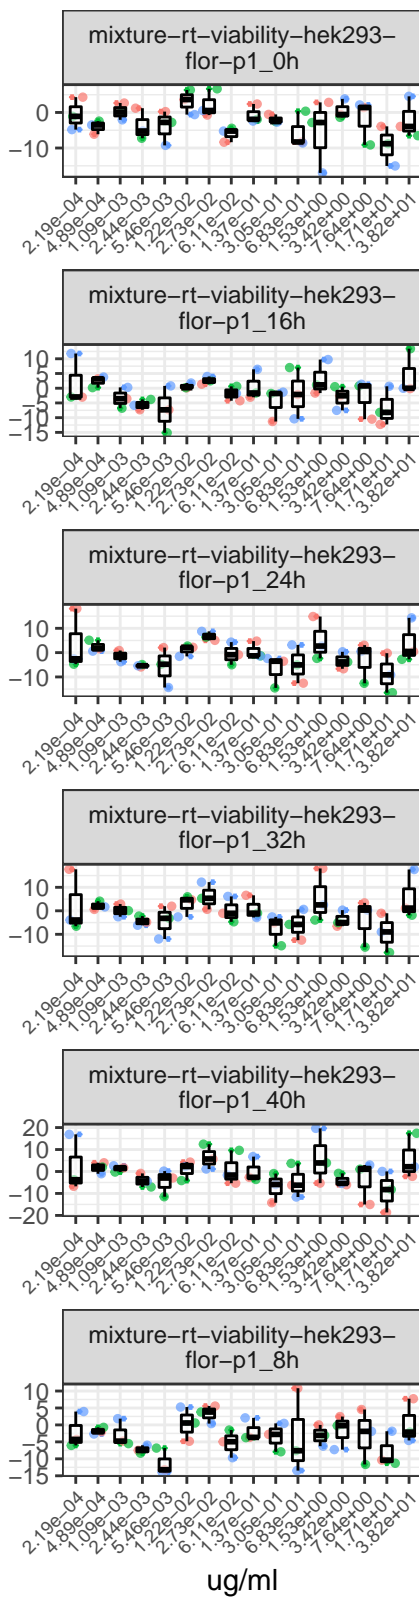 mixture−rt−viability−hek293−
flor−p1_0h
0
−10
2.19e−04
4.89e−04
1.09e−03
2.44e−03
5.46e−03
1.22e−02
2.73e−02
6.11e−02
1.37e−01
3.05e−01
6.83e−01
1.53e+00
3.42e+00
7.64e+00
1.71e+01
3.82e+01
mixture−rt−viability−hek293−
flor−p1_16h
10
5
0
−5
−10
−15
2.19e−04
4.89e−04
1.09e−03
2.44e−03
5.46e−03
1.22e−02
2.73e−02
6.11e−02
1.37e−01
3.05e−01
6.83e−01
1.53e+00
3.42e+00
7.64e+00
1.71e+01
3.82e+01
mixture−rt−viability−hek293−
flor−p1_24h
10
0
−10
2.19e−04
4.89e−04
1.09e−03
2.44e−03
5.46e−03
1.22e−02
2.73e−02
6.11e−02
1.37e−01
3.05e−01
6.83e−01
1.53e+00
3.42e+00
7.64e+00
1.71e+01
3.82e+01
mixture−rt−viability−hek293−
flor−p1_32h
10
0
−10
2.19e−04
4.89e−04
1.09e−03
2.44e−03
5.46e−03
1.22e−02
2.73e−02
6.11e−02
1.37e−01
3.05e−01
6.83e−01
1.53e+00
3.42e+00
7.64e+00
1.71e+01
3.82e+01
mixture−rt−viability−hek293−
flor−p1_40h
20
10
0
−10
−20
2.19e−04
4.89e−04
1.09e−03
2.44e−03
5.46e−03
1.22e−02
2.73e−02
6.11e−02
1.37e−01
3.05e−01
6.83e−01
1.53e+00
3.42e+00
7.64e+00
1.71e+01
3.82e+01
mixture−rt−viability−hek293−
flor−p1_8h
10
5
0
−5
−10
−15
2.19e−04
4.89e−04
1.09e−03
2.44e−03
5.46e−03
1.22e−02
2.73e−02
6.11e−02
1.37e−01
3.05e−01
6.83e−01
1.53e+00
3.42e+00
7.64e+00
1.71e+01
3.82e+01
ug/ml